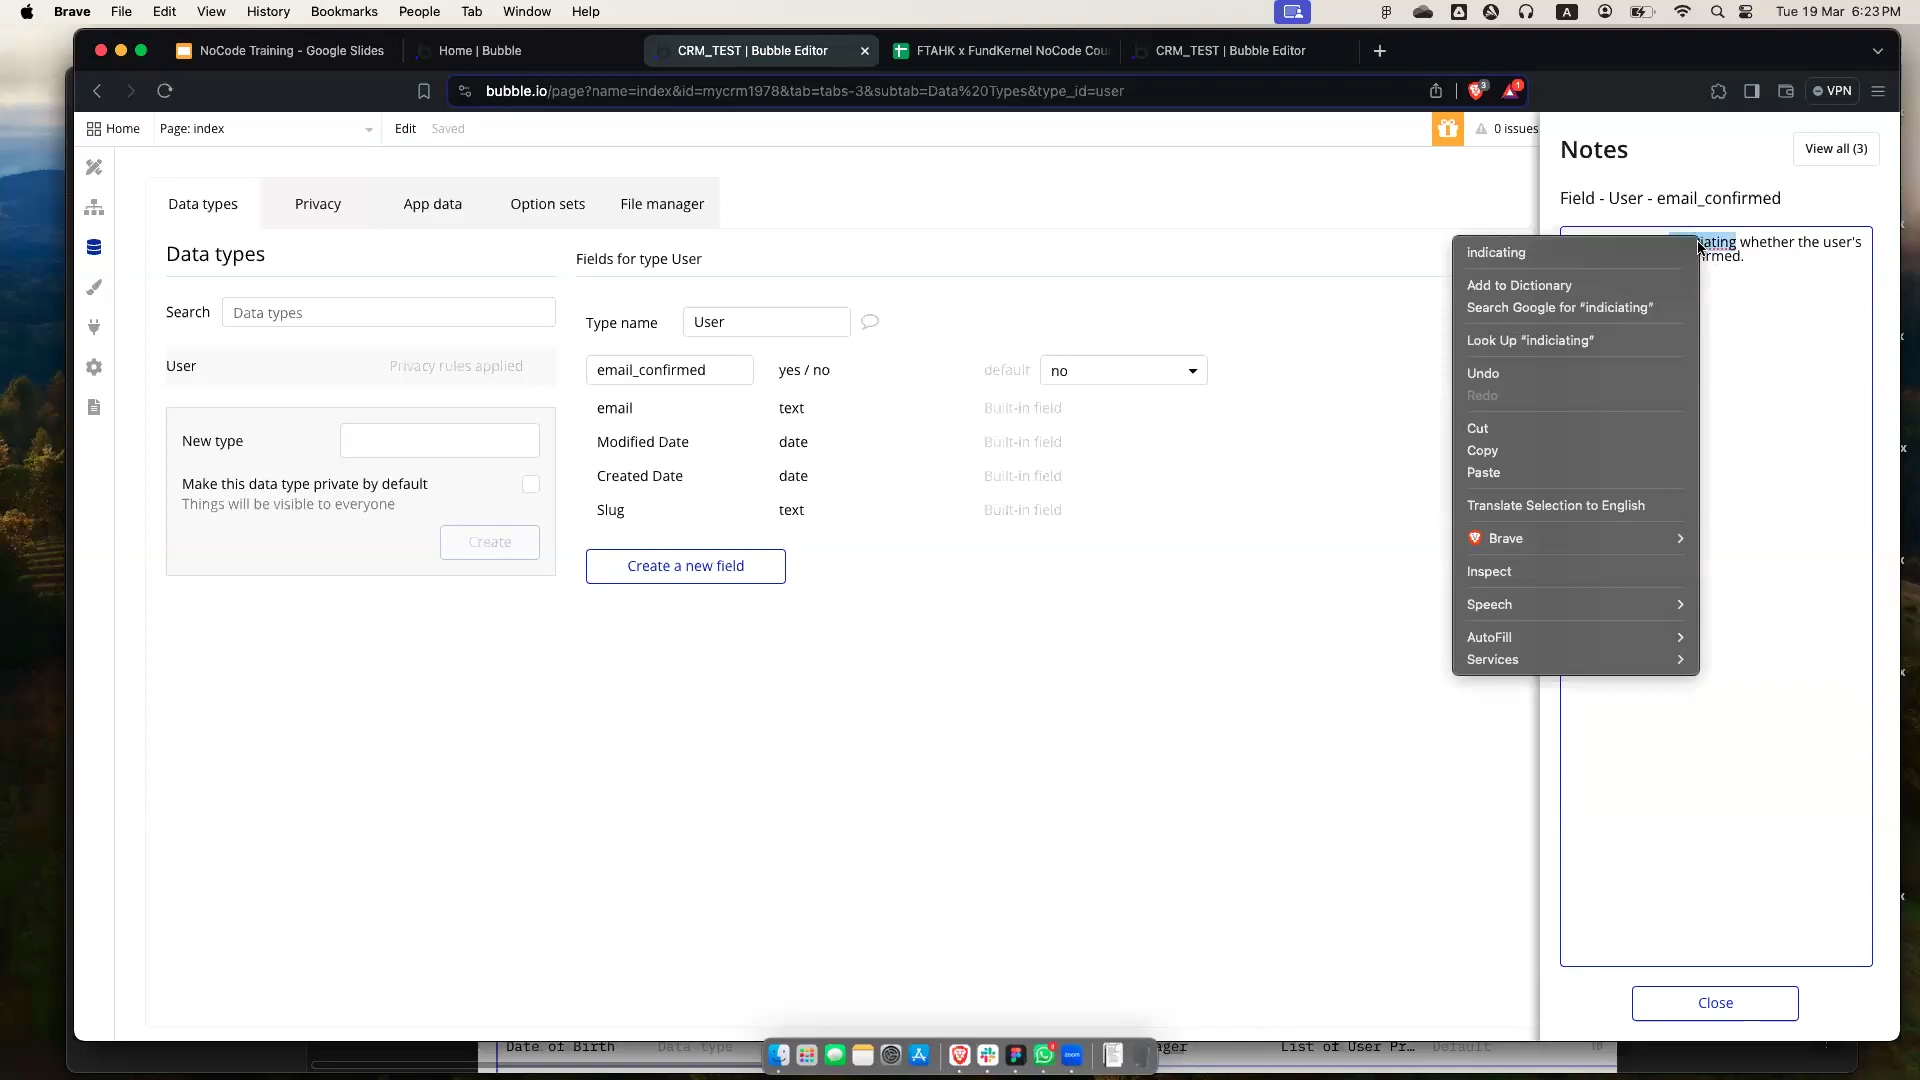 Brave File Edit View History Bookmarks People Tab Window Help A Tue 19 Mar 6:23 PM
NoCode Training - Google Slides Home | Bubble CRM_TEST | Bubble Editor FTAHK x FundKernel NoCode Cou CRM_TEST | Bubble Editor
bubble.io/page?name=index&id=mycrm1978&tab=tabs-3&subtab=Data%20Types&type_id=user 3 1 VPN
Home Page: index Edit Saved 0 issues
Notes View all (3)
Field - User - email_confirmed
Data types Privacy App data Option sets File manager
iating whether the user's
irmed.
Data types
Fields for type User
Search Data types
Type name User
User Privacy rules applied
email_confirmed yes / no default no
email text Built-in field
New type
Modified Date date Built-in field
Make this data type private by default
Things will be visible to everyone
Created Date date Built-in field
Slug text Built-in field
Create
Create a new field
indicating
Add to Dictionary
Search Google for “indiciating”
Look Up “indiciating”
Undo
Redo
Cut
Copy
Paste
Translate Selection to English
Brave
Inspect
Speech
AutoFill
Services
Close
Date of Birth Data type ager List of User Pr... Default
zoom